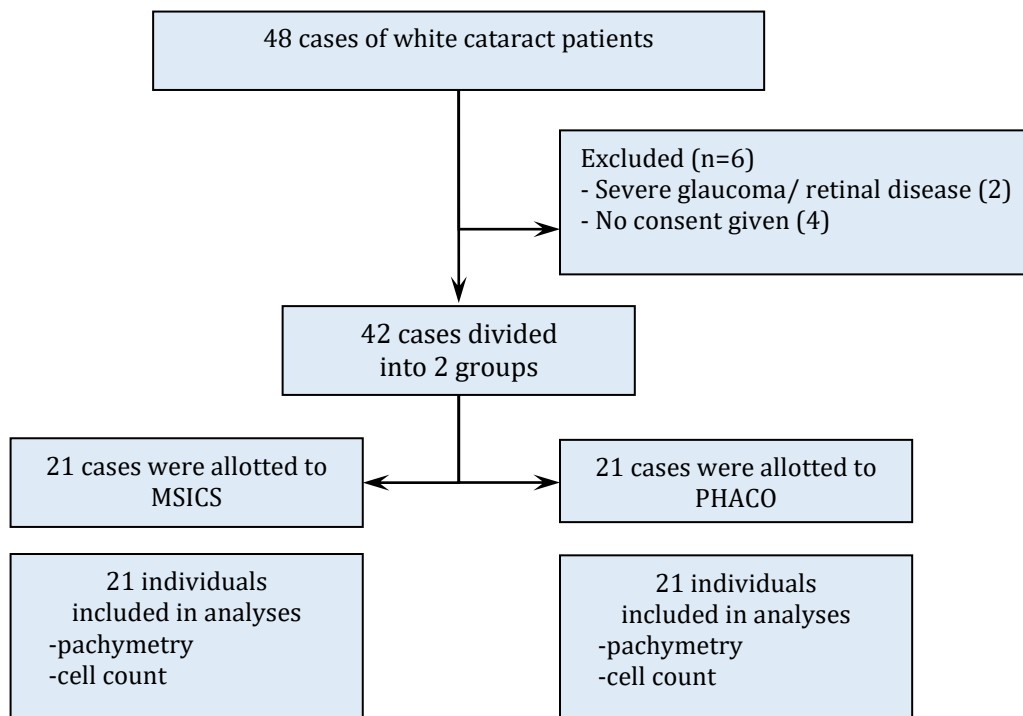 48 cases of white cataract patients
Excluded (n=6)
- Severe glaucoma/ retinal disease (2)
- No consent given (4)
42 cases divided
into 2 groups
21 cases were allotted to
MSICS
21 cases were allotted to
PHACO
21 individuals
included in analyses
-pachymetry
-cell count
21 individuals
included in analyses
-pachymetry
-cell count